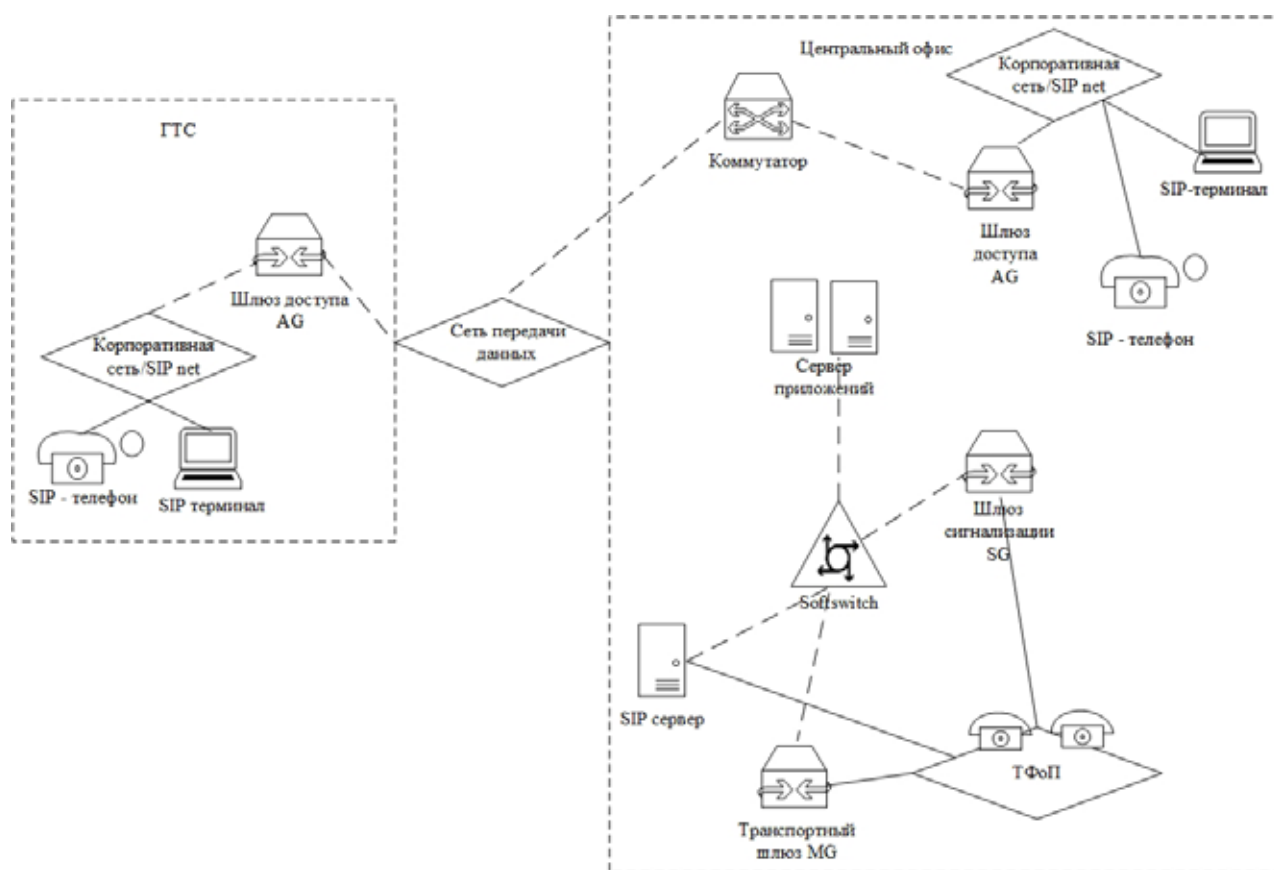 ГТС
Шлюз доступа
AG
Корпоративная
сеть/SIP net
SIP - телефон
SIP терминал
Сеть передачи
данных
Центральный офис
Корпоративная
сеть/SIP net
Коммутатор
SIP-терминал
Шлюз
доступа
AG
SIP - телефон
Сервер
приложений
Шлюз
сигнализации
SG
Softswitch
SIP сервер
ТФоП
Транспортный
шлюз MG